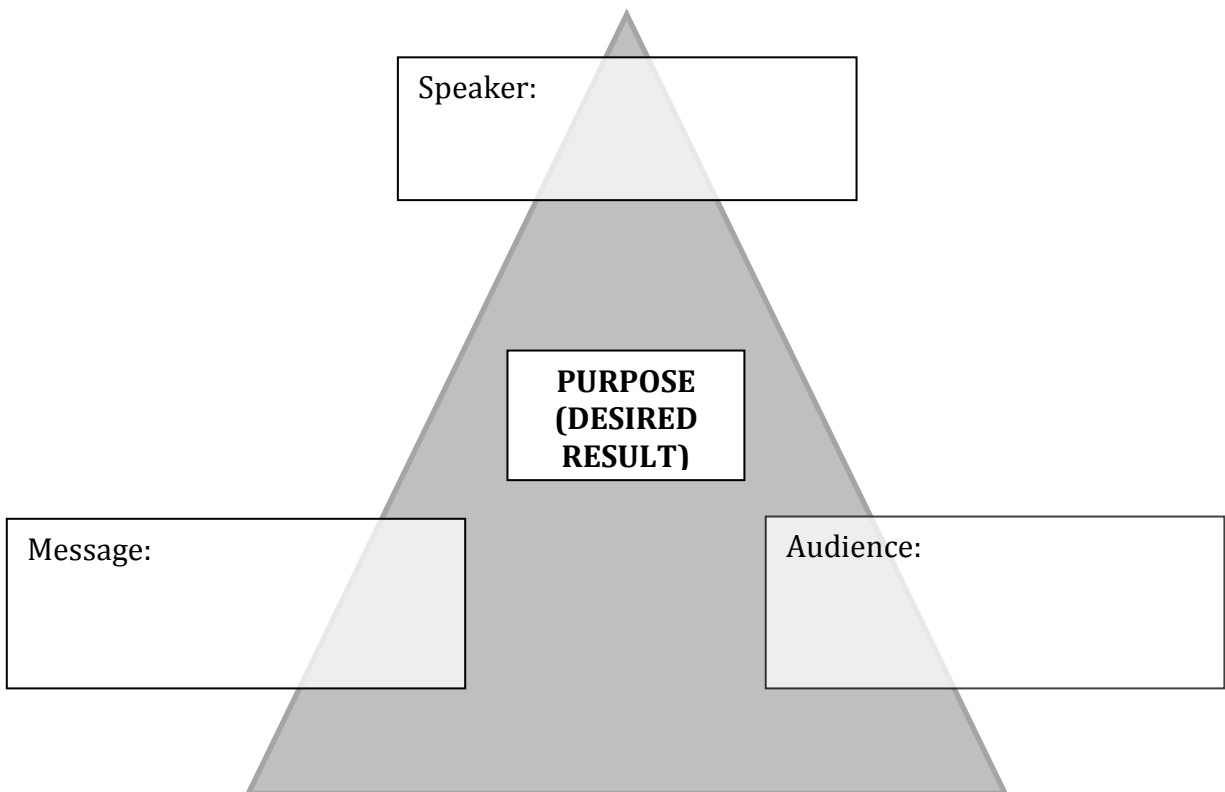 Speaker:
PURPOSE
(DESIRED
RESULT)
Message:
Audience: